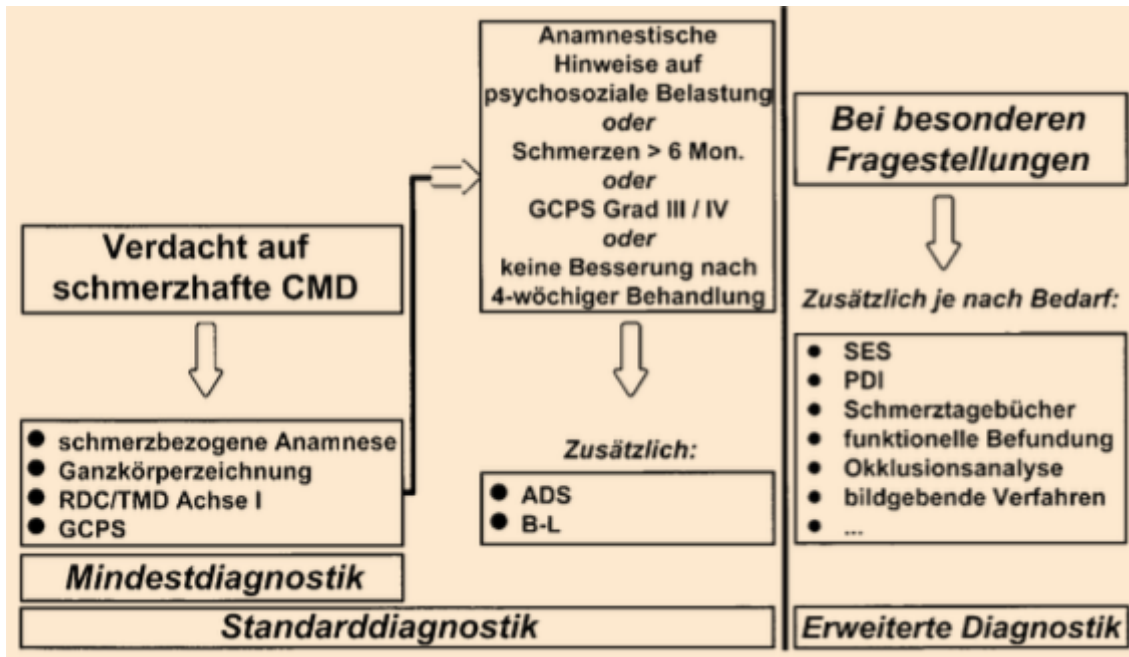 Verdacht auf
schmerzhafte CMD
● schmerzbezogene Anamnese
● Ganzkörperzeichnung
● RDC/TMD Achse I
● GCPS
Mindestdiagnostik
Anamnestische
Hinweise auf
psychosoziale Belastung
oder
Schmerzen > 6 Mon.
oder
GCPS Grad III / IV
oder
keine Besserung nach
4-wöchiger Behandlung
Zusätzlich:
● ADS
● B-L
Standarddiagnostik
Bei besonderen
Fragestellungen
Zusätzlich je nach Bedarf:
● SES
● PDI
● Schmerztagebücher
● funktionelle Befundung
● Okklusionsanalyse
● bildgebende Verfahren
● ...
Erweiterte Diagnostik